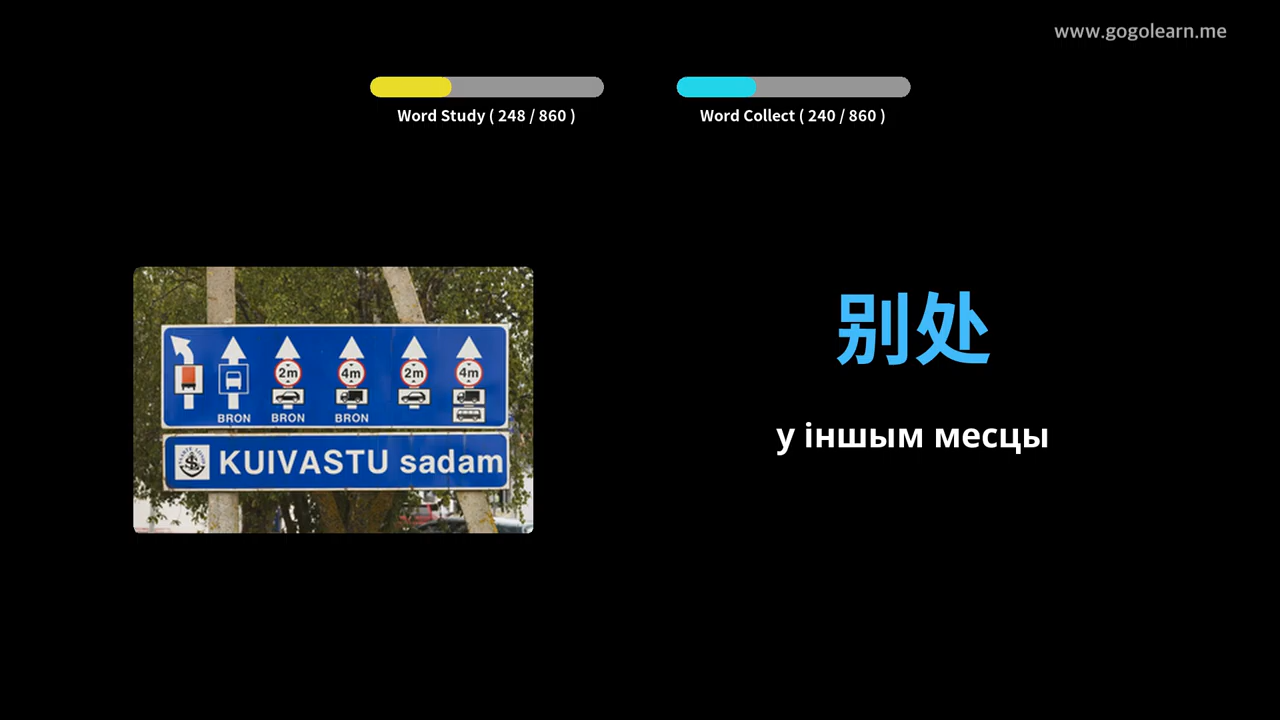 www.gogolearn.me
Word Study ( 248 / 860 )
Word Collect ( 240 / 860 )
别处
у іншым месцы
2m 4m 2m 4m
BRON BRON BRON
KUIVASTU sadam